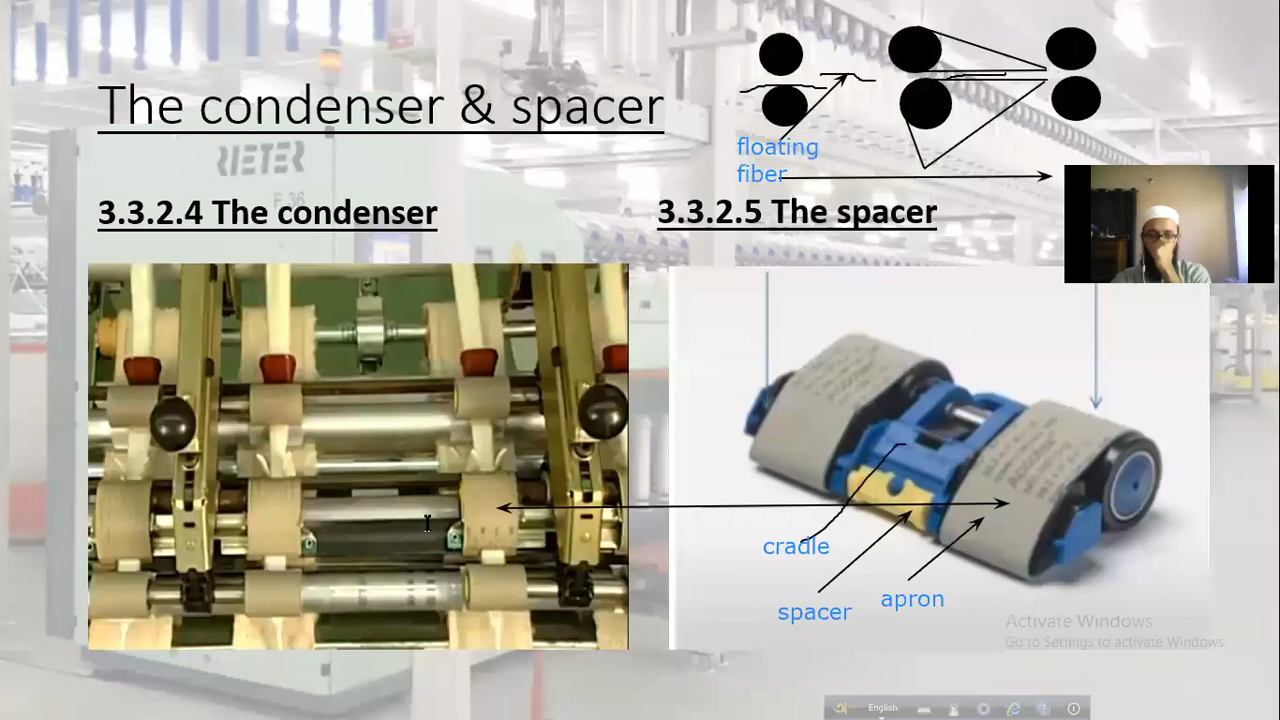 The condenser & spacer
RIETER
F 36
floating
fiber
3.3.2.4 The condenser
3.3.2.5 The spacer
cradle
spacer
apron
Activate Windows
Go to Settings to activate Windows.
English